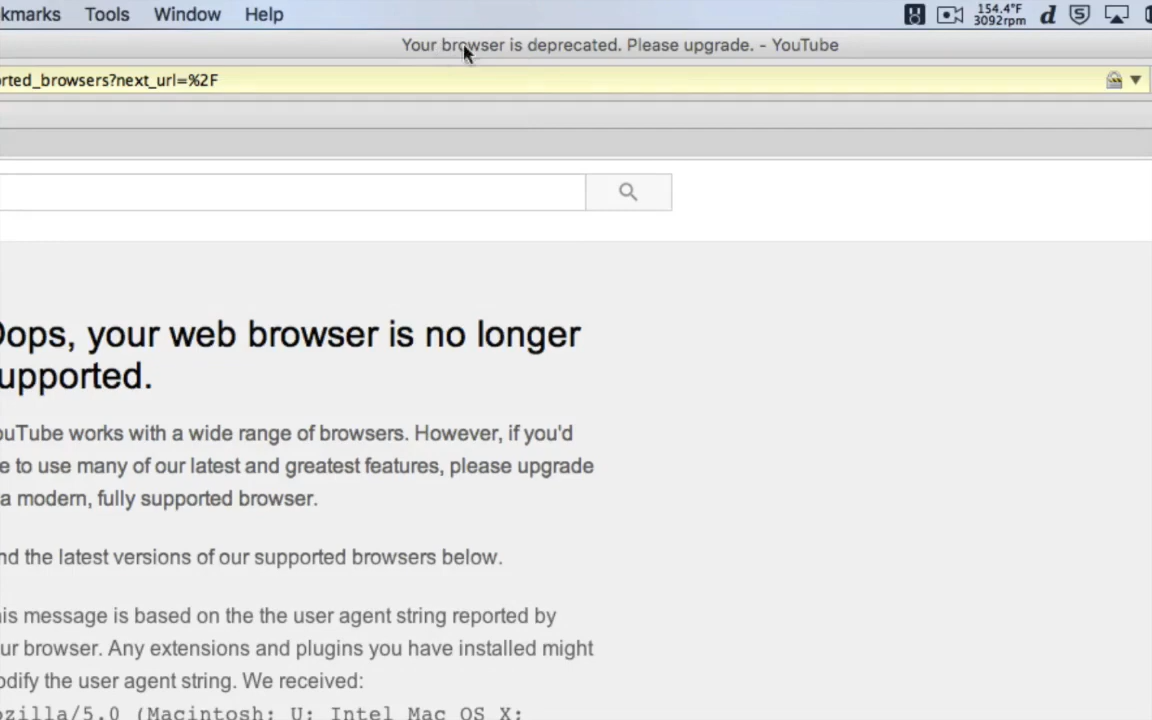 kmarks Tools Window Help 154.4°F
3092rpm
Your browser is deprecated. Please upgrade. - YouTube
rted_browsers?next_url=%2F
Oops, your web browser is no longer
upported.
ouTube works with a wide range of browsers. However, if you'd
e to use many of our latest and greatest features, please upgrade
a modern, fully supported browser.
nd the latest versions of our supported browsers below.
is message is based on the the user agent string reported by
ur browser. Any extensions and plugins you have installed might
odify the user agent string. We received:
ozilla/5.0 (Macintosh; U; Intel Mac OS X;